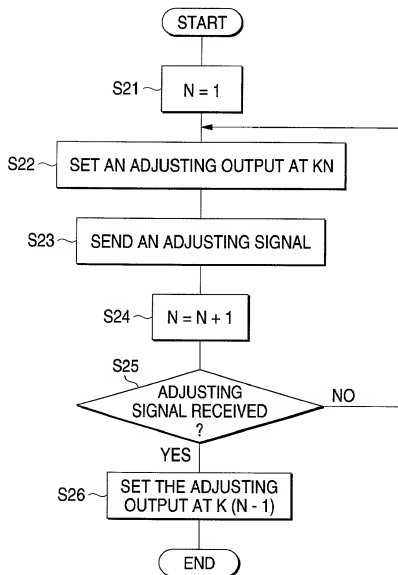 START
S21
N = 1
S22
SET AN ADJUSTING OUTPUT AT KN
S23
SEND AN ADJUSTING SIGNAL
S24
N = N + 1
S25
ADJUSTING
SIGNAL RECEIVED
?
NO
YES
S26
SET THE ADJUSTING
OUTPUT AT K (N - 1)
END